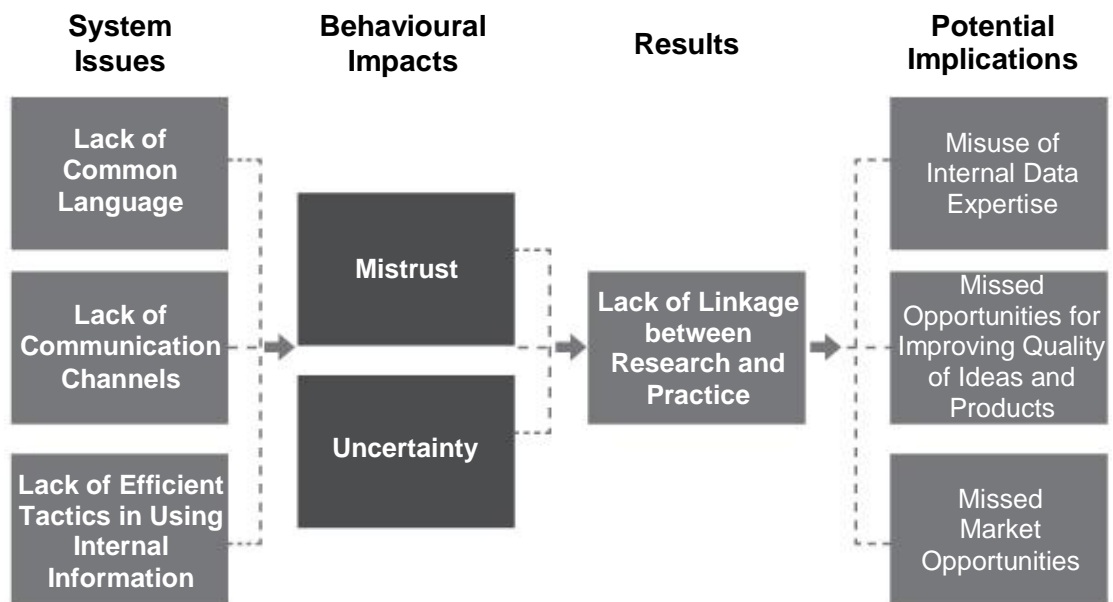 System
Issues
Behavioural
Impacts
Results
Potential
Implications
Lack of
Common
Language
Lack of
Communication
Channels
Lack of Efficient
Tactics in Using
Internal
Information
Mistrust
Uncertainty
Lack of Linkage
between
Research and
Practice
Misuse of
Internal Data
Expertise
Missed
Opportunities for
Improving Quality
of Ideas and
Products
Missed
Market
Opportunities